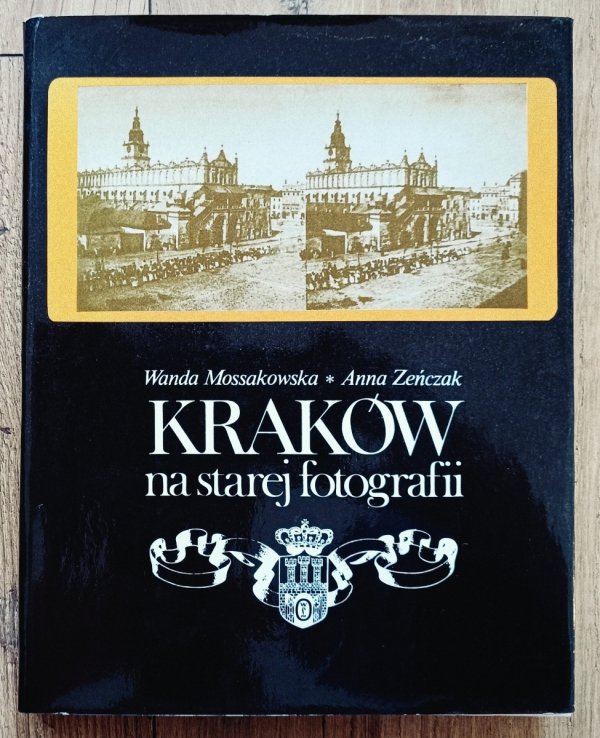 Wanda Mossakowska * Anna Zeńczak
KRAKÓW
na starej fotografii